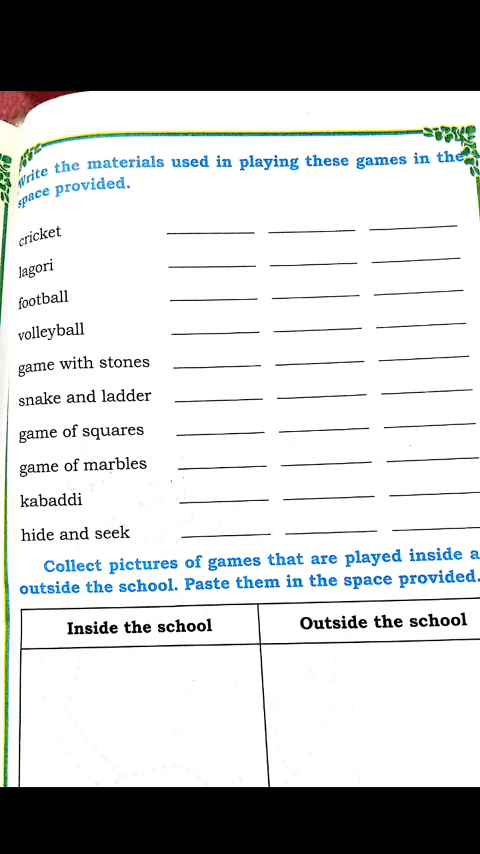 Write the materials used in playing these games in the
space provided.
cricket
lagori
football
volleyball
game with stones
snake and ladder
game of squares
game of marbles
kabaddi
hide and seek
Collect pictures of games that are played inside a
outside the school. Paste them in the space provided.
Inside the school Outside the school